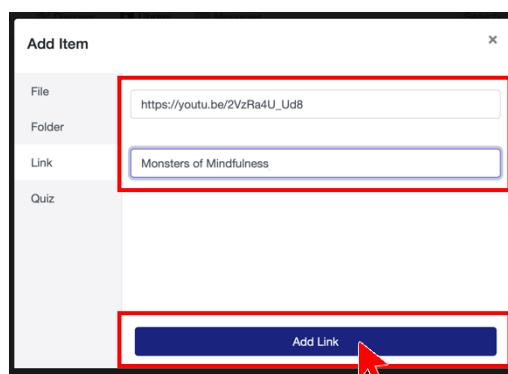 Add Item
×
File
Folder
Link
Quiz
https://youtu.be/2VzRa4U_Ud8
Monsters of Mindfulness
Add Link